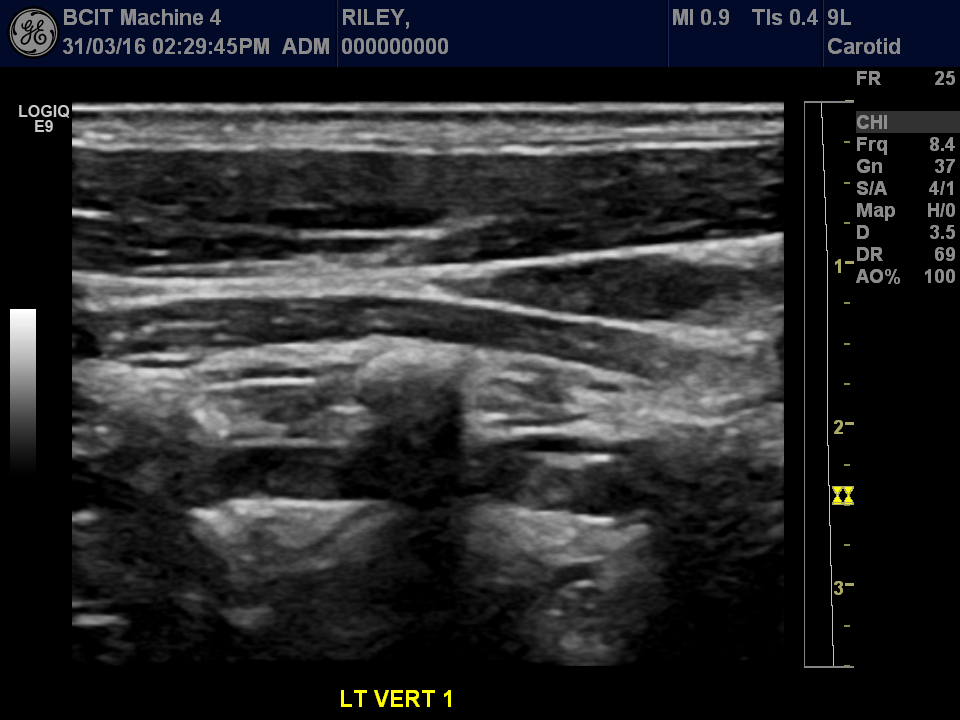 BCIT Machine 4 RILEY, MI 0.9 TIs 0.4 9L
31/03/16 02:29:45PM ADM 000000000 Carotid
FR 25
LOGIQ
E9
CHI
Frq 8.4
Gn 37
S/A 4/1
Map H/0
D 3.5
DR 69
AO% 100
1
2
3
LT VERT 1